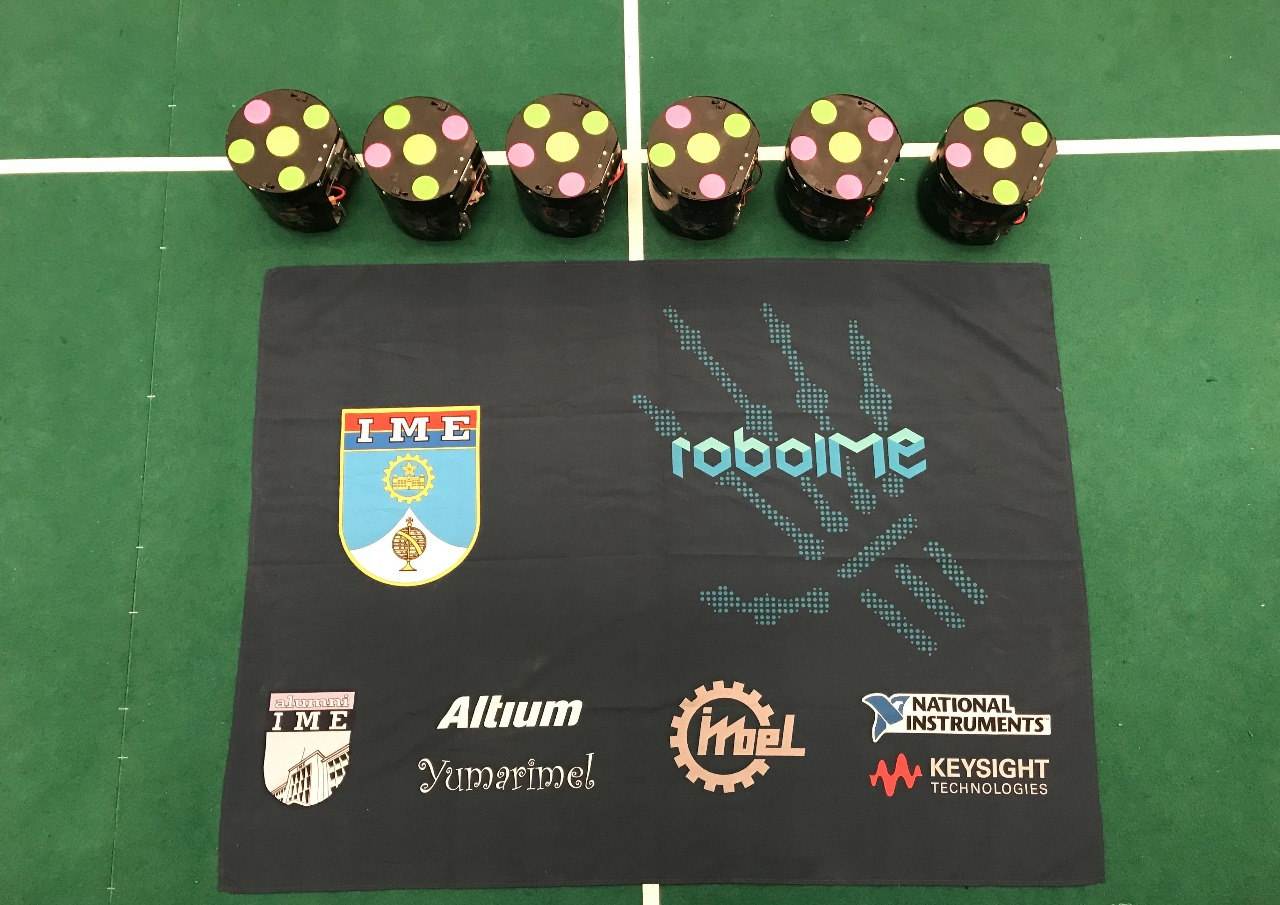 IME
roboIME
alumni
IME
Altium
Yumarimel
imbel
NATIONAL
INSTRUMENTS
KEYSIGHT
TECHNOLOGIES